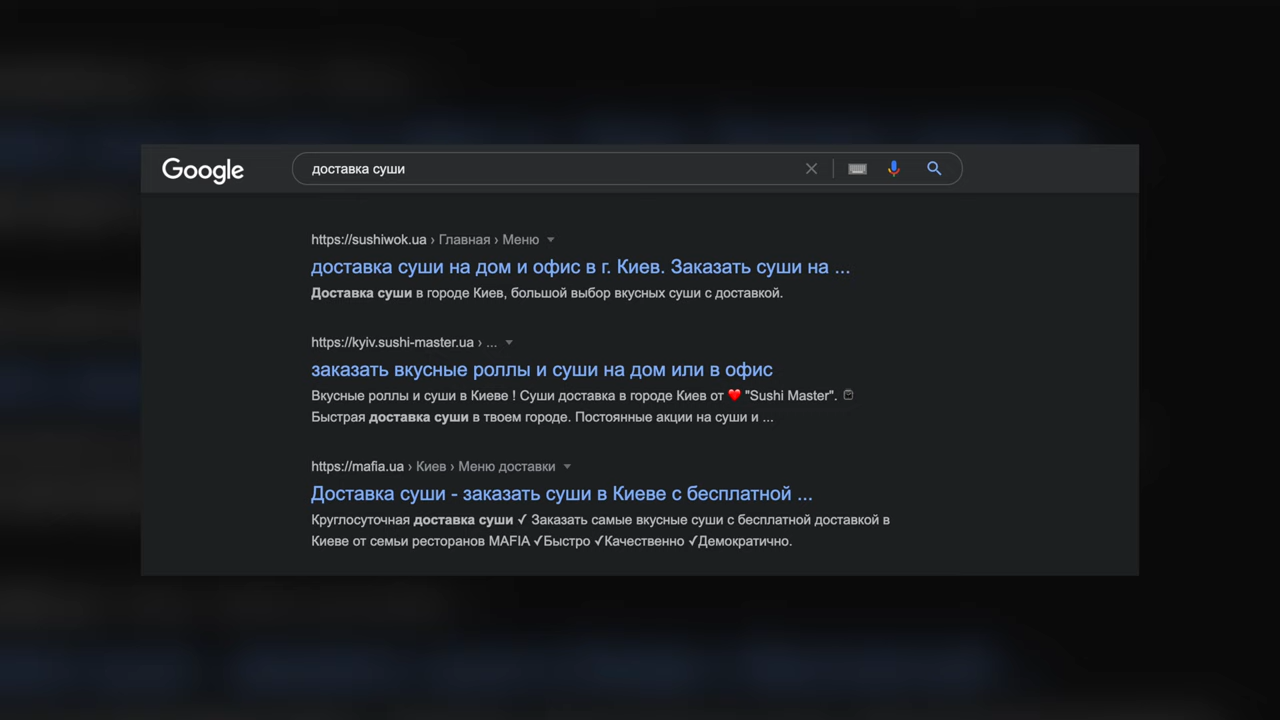 Google
доставка суши
https://sushiwok.ua › Главная › Меню
доставка суши на дом и офис в г. Киев. Заказать суши на ...
Доставка суши в городе Киев, большой выбор вкусных суши с доставкой.
https://kyiv.sushi-master.ua › ...
заказать вкусные роллы и суши на дом или в офис
Вкусные роллы и суши в Киеве ! Суши доставка в городе Киев от ❤️ "Sushi Master".
Быстрая доставка суши в твоем городе. Постоянные акции на суши и ...
https://mafia.ua › Киев › Меню доставки
Доставка суши - заказать суши в Киеве с бесплатной ...
Круглосуточная доставка суши ✓ Заказать самые вкусные суши с бесплатной доставкой в
Киеве от семьи ресторанов MAFIA ✓Быстро ✓Качественно ✓Демократично.